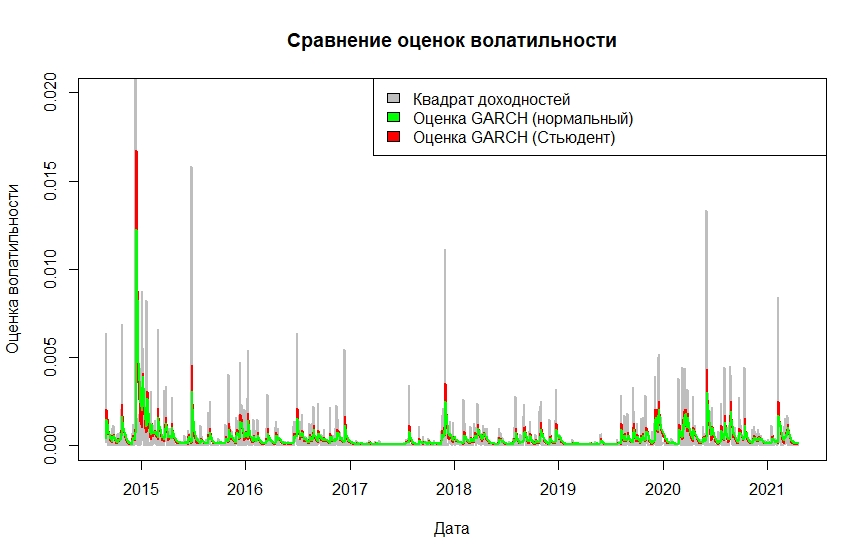 Сравнение оценок волатильности
Квадрат доходностей
Оценка GARCH (нормальный)
Оценка GARCH (Стьюдент)
Оценка волатильности
0.020
0.015
0.010
0.005
0.000
2015 2016 2017 2018 2019 2020 2021
Дата